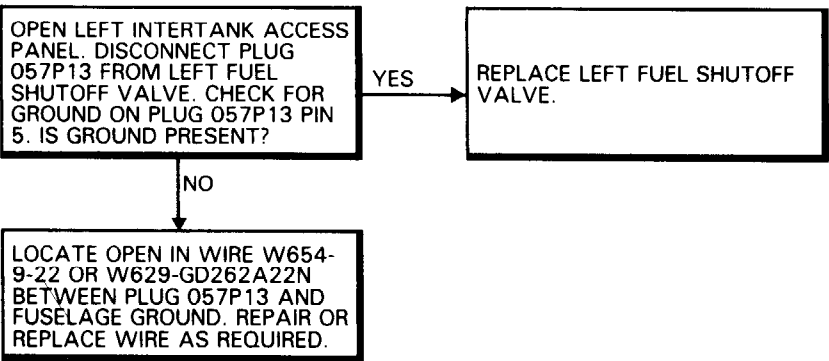 OPEN LEFT INTERTANK ACCESS
PANEL. DISCONNECT PLUG
057P13 FROM LEFT FUEL
SHUTOFF VALVE. CHECK FOR
GROUND ON PLUG 057P13 PIN
5. IS GROUND PRESENT?
YES
REPLACE LEFT FUEL SHUTOFF
VALVE.
NO
LOCATE OPEN IN WIRE W654-
9-22 OR W629-GD262A22N
BETWEEN PLUG 057P13 AND
FUSELAGE GROUND. REPAIR OR
REPLACE WIRE AS REQUIRED.